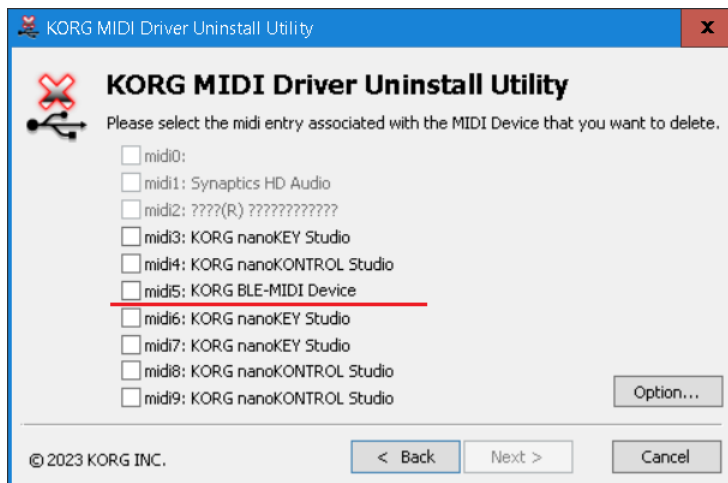 KORG MIDI Driver Uninstall Utility
KORG MIDI Driver Uninstall Utility
Please select the midi entry associated with the MIDI Device that you want to delete.
midi0:
midi1: Synaptics HD Audio
midi2: ????(R) ????????????
midi3: KORG nanoKEY Studio
midi4: KORG nanoKONTROL Studio
midi5: KORG BLE-MIDI Device
midi6: KORG nanoKEY Studio
midi7: KORG nanoKEY Studio
midi8: KORG nanoKONTROL Studio
midi9: KORG nanoKONTROL Studio
Option...
© 2023 KORG INC.
< Back
Next >
Cancel